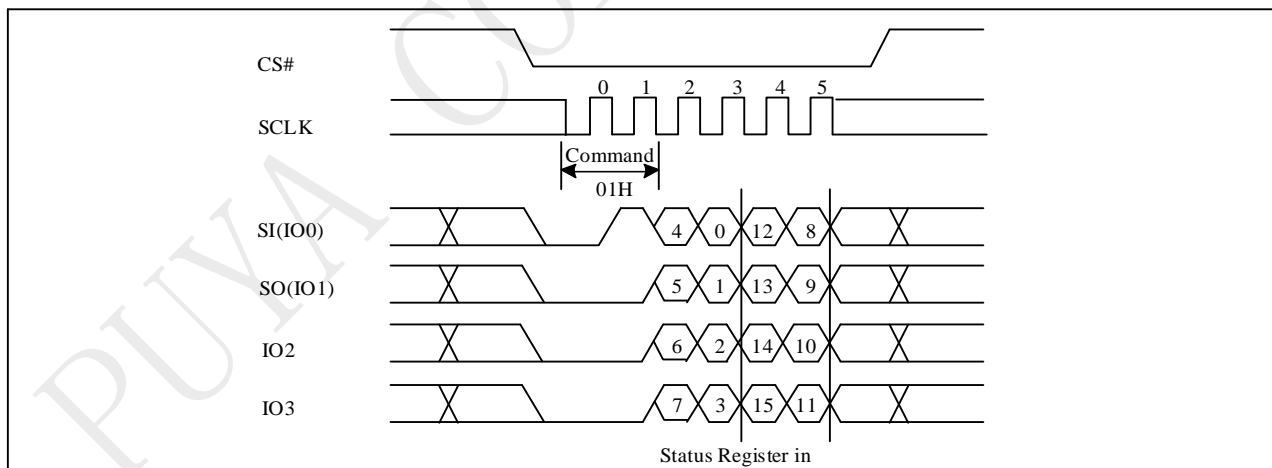 PUYA CO
CS#
0 1 2 3 4 5
SCLK
Command
01H
SI(IO0) 4 0 12 8
SO(IO1) 5 1 13 9
IO2 6 2 14 10
IO3 7 3 15 11
Status Register in